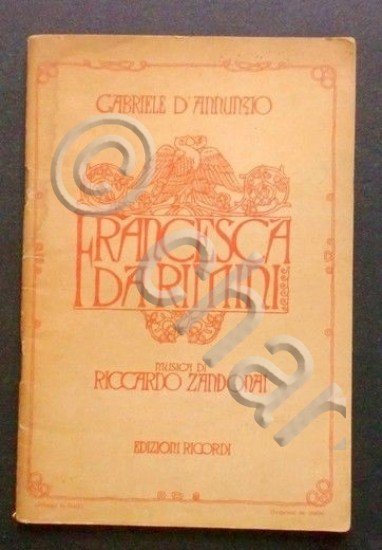 GABRIELE D'ANNUNZIO
FRANCESCA
DA RIMINI
MUSICA DI
RICCARDO ZANDONAI
EDIZIONI RICORDI